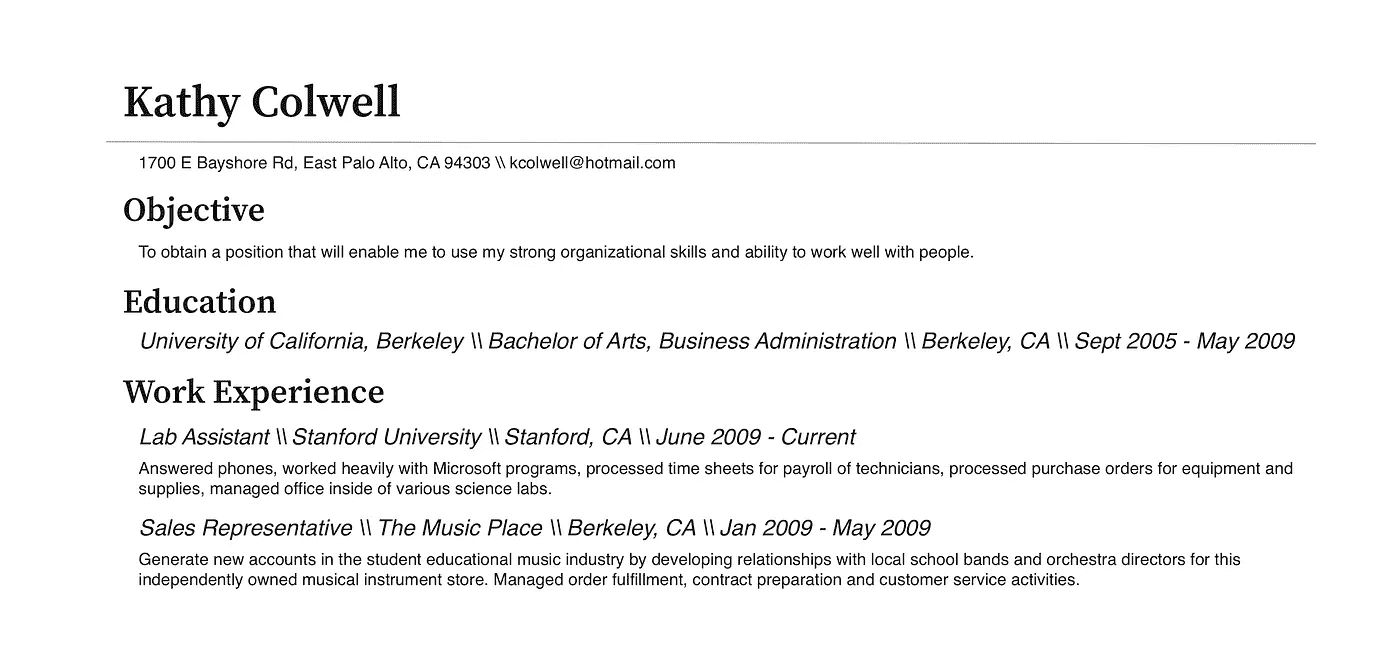 Kathy Colwell
1700 E Bayshore Rd, East Palo Alto, CA 94303 \\ kcolwell@hotmail.com
Objective
To obtain a position that will enable me to use my strong organizational skills and ability to work well with people.
Education
University of California, Berkeley \\ Bachelor of Arts, Business Administration \\ Berkeley, CA \\ Sept 2005 - May 2009
Work Experience
Lab Assistant \\ Stanford University \\ Stanford, CA \\ June 2009 - Current
Answered phones, worked heavily with Microsoft programs, processed time sheets for payroll of technicians, processed purchase orders for equipment and
supplies, managed office inside of various science labs.
Sales Representative \\ The Music Place \\ Berkeley, CA \\ Jan 2009 - May 2009
Generate new accounts in the student educational music industry by developing relationships with local school bands and orchestra directors for this
independently owned musical instrument store. Managed order fulfillment, contract preparation and customer service activities.